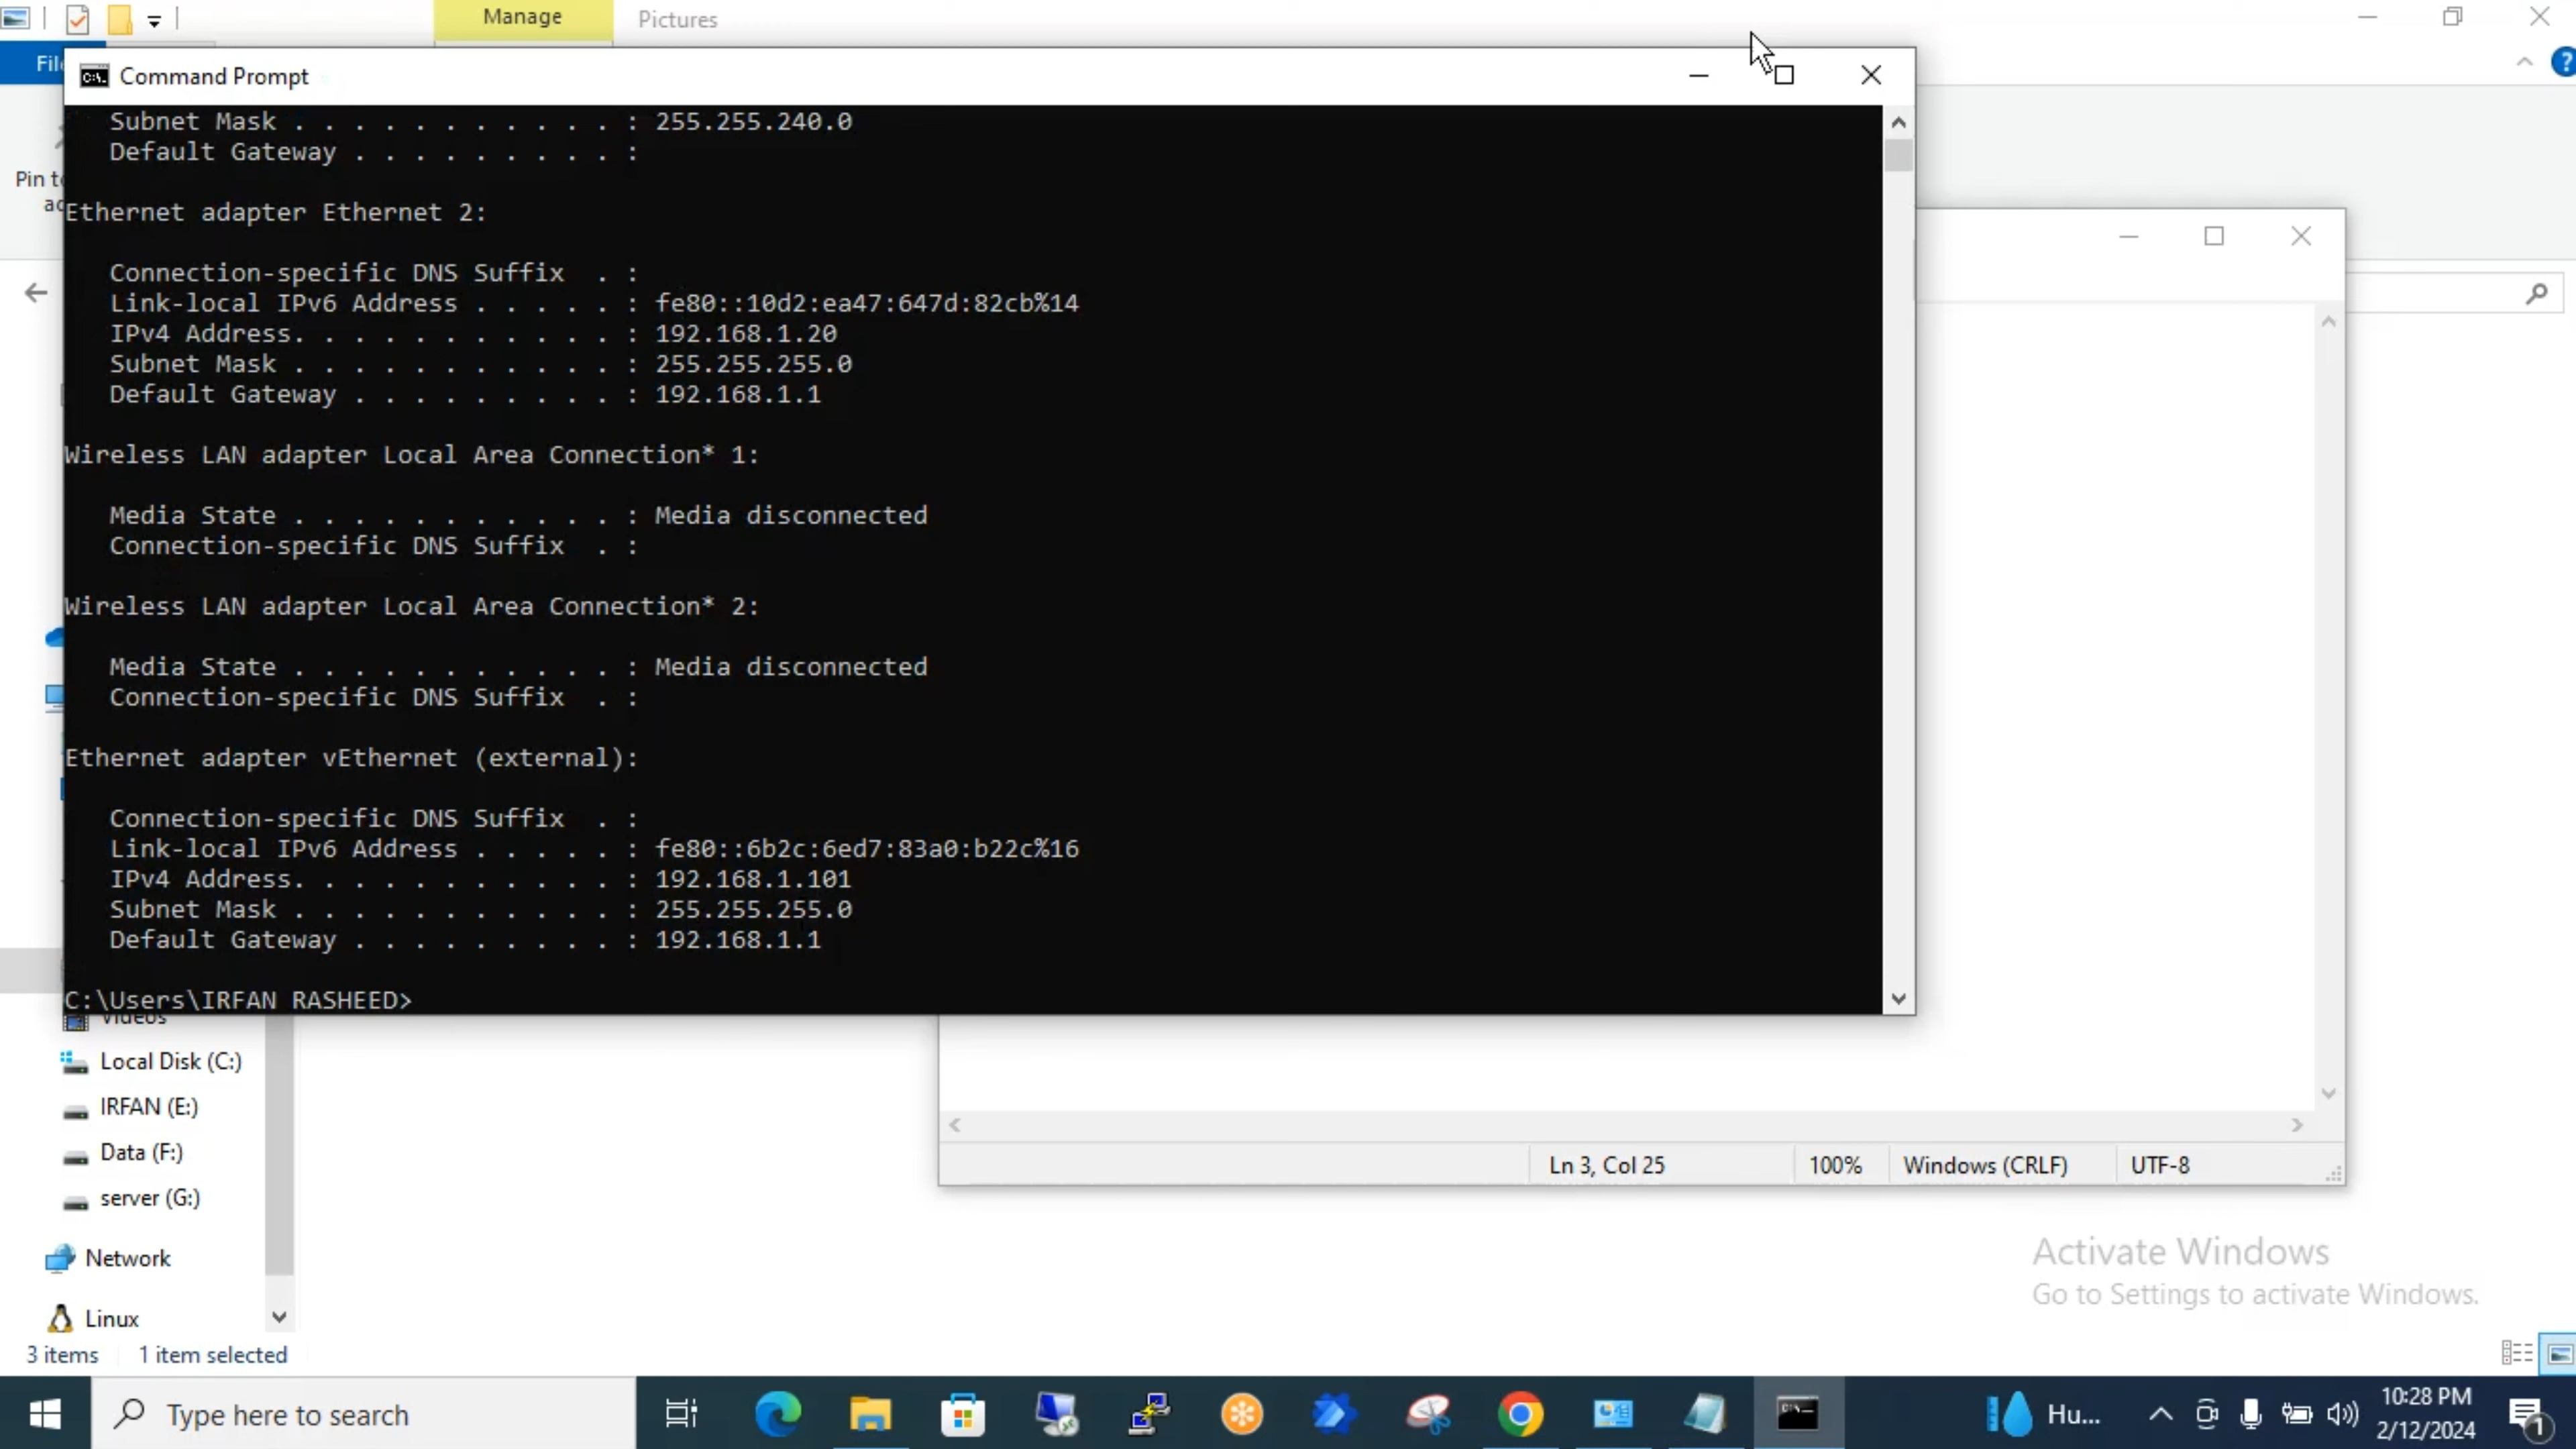 Manage
Pictures
Command Prompt
Subnet Mask . . . . . . . . . . . : 255.255.240.0
Default Gateway . . . . . . . . . :
Ethernet adapter Ethernet 2:
Connection-specific DNS Suffix  . :
Link-local IPv6 Address . . . . . : fe80::10d2:ea47:647d:82cb%14
IPv4 Address. . . . . . . . . . . : 192.168.1.20
Subnet Mask . . . . . . . . . . . : 255.255.255.0
Default Gateway . . . . . . . . . : 192.168.1.1
Wireless LAN adapter Local Area Connection* 1:
Media State . . . . . . . . . . . : Media disconnected
Connection-specific DNS Suffix  . :
Wireless LAN adapter Local Area Connection* 2:
Media State . . . . . . . . . . . : Media disconnected
Connection-specific DNS Suffix  . :
Ethernet adapter vEthernet (external):
Connection-specific DNS Suffix  . :
Link-local IPv6 Address . . . . . : fe80::6b2c:6ed7:83a0:b22c%16
IPv4 Address. . . . . . . . . . . : 192.168.1.101
Subnet Mask . . . . . . . . . . . : 255.255.255.0
Default Gateway . . . . . . . . . : 192.168.1.1
C:\Users\IRFAN RASHEED>
Videos
Local Disk (C:)
IRFAN (E:)
Data (F:)
server (G:)
Network
Linux
3 items 1 item selected
Ln 3, Col 25 100% Windows (CRLF) UTF-8
Activate Windows
Go to Settings to activate Windows.
Type here to search
Hu...
10:28 PM
2/12/2024
1